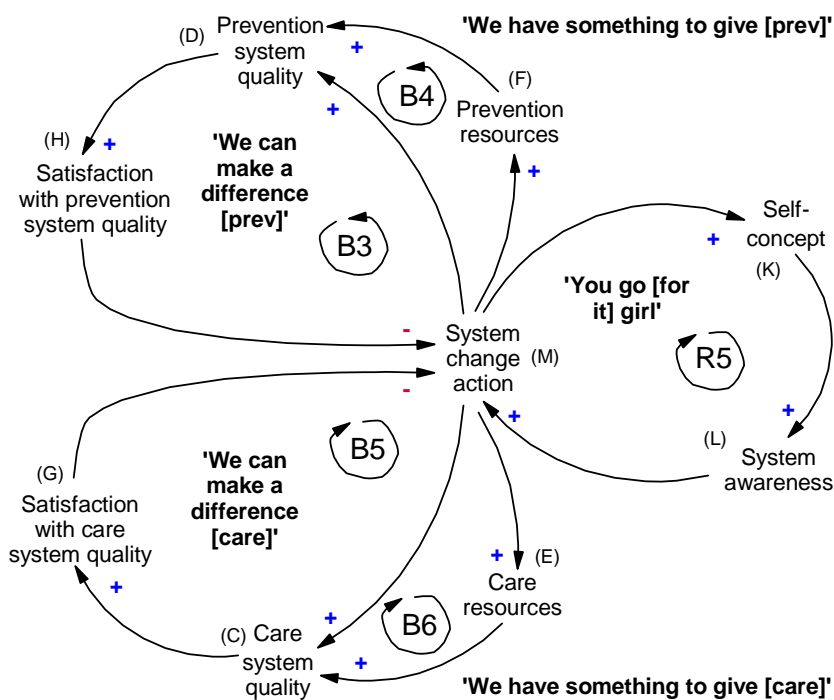 'We have something to give [prev]'
(D) Prevention
system
quality
+
+
B4
(F)
Prevention
resources
+
(H)
+
Satisfaction
with prevention
system quality
'We can
make a
difference
[prev]'
B3
Self-
concept
+
(K)
'You go [for
it] girl'
R5
-
System
change
action
(M)
-
+
+
(L)
System
awareness
B5
'We can
make a
difference
[care]'
(G)
Satisfaction
with care
system quality
+
+
(E)
Care
resources
+
B6
(C) Care
system
quality
+
'We have something to give [care]'